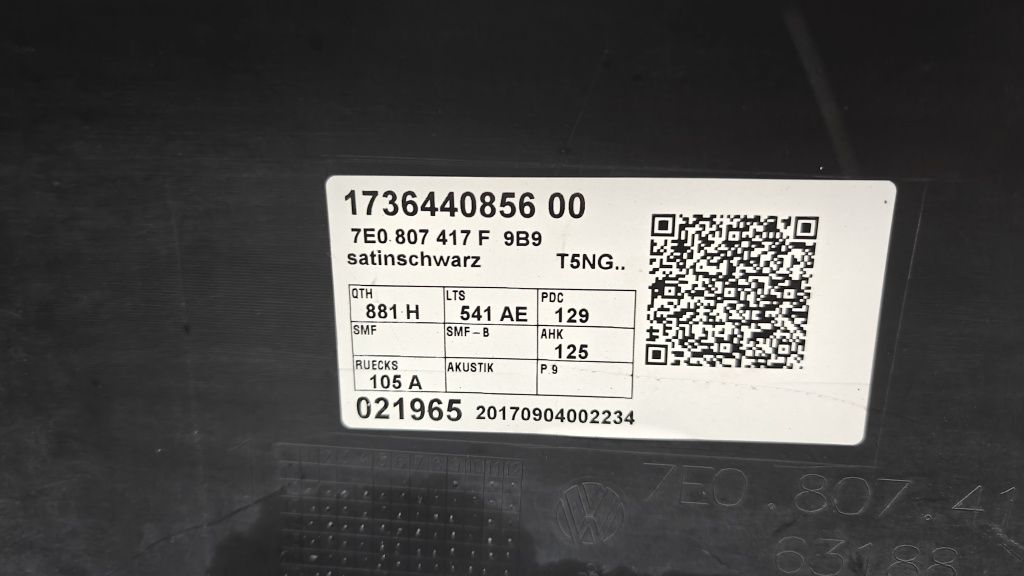 1736440856 00
7E0 807 417 F 9B9
satinschwarz T5NG..
QTH LTS PDC
881 H 541 AE 129
SMF SMF-B AHK
125
RUECKS AKUSTIK P 9
105 A
021965 20170904002234
7E0.807.41
63188